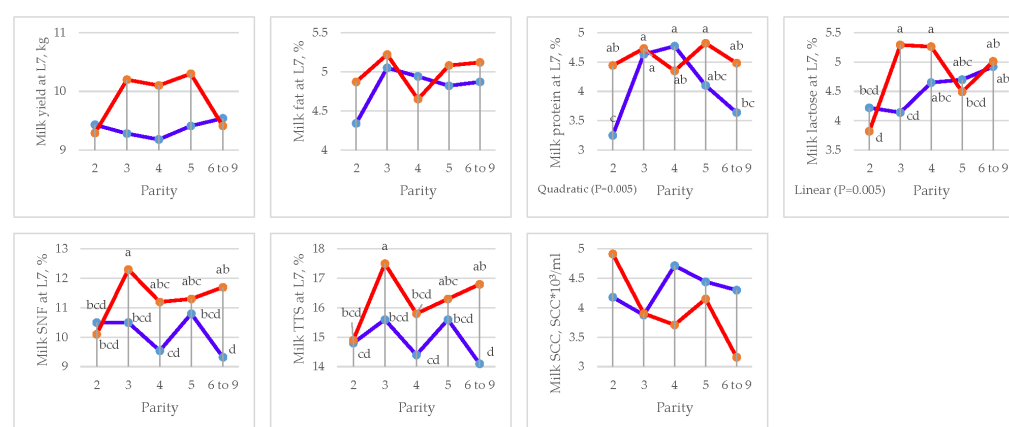 Milk yield at L7, kg
11
10
9
2 3 4 5 6 to 9
Parity
Milk fat at L7, %
5.5
5
4.5
4
2 3 4 5 6 to 9
Parity
Milk protein at L7, %
5
4.5
4
3.5
3
ab a a a ab
c a ab abc bc
2 3 4 5 6 to 9
Quadratic (P=0.005) Parity
Milk lactose at L7, %
5.5
5
4.5
4
3.5
a a ab
bcd abc ab
d cd abc bcd
2 3 4 5 6 to 9
Linear (P=0.005) Parity
Milk SNF at L7, %
13
12
11
10
9
a abc abc ab
bcd bcd bcd
bcd cd d
2 3 4 5 6 to 9
Parity
Milk TTS at L7, %
18
17
16
15
14
a bcd abc ab
bcd bcd bcd
cd cd d
2 3 4 5 6 to 9
Parity
Milk SCC, SCC*10³/ml
5
4.5
4
3.5
3
2 3 4 5 6 to 9
Parity